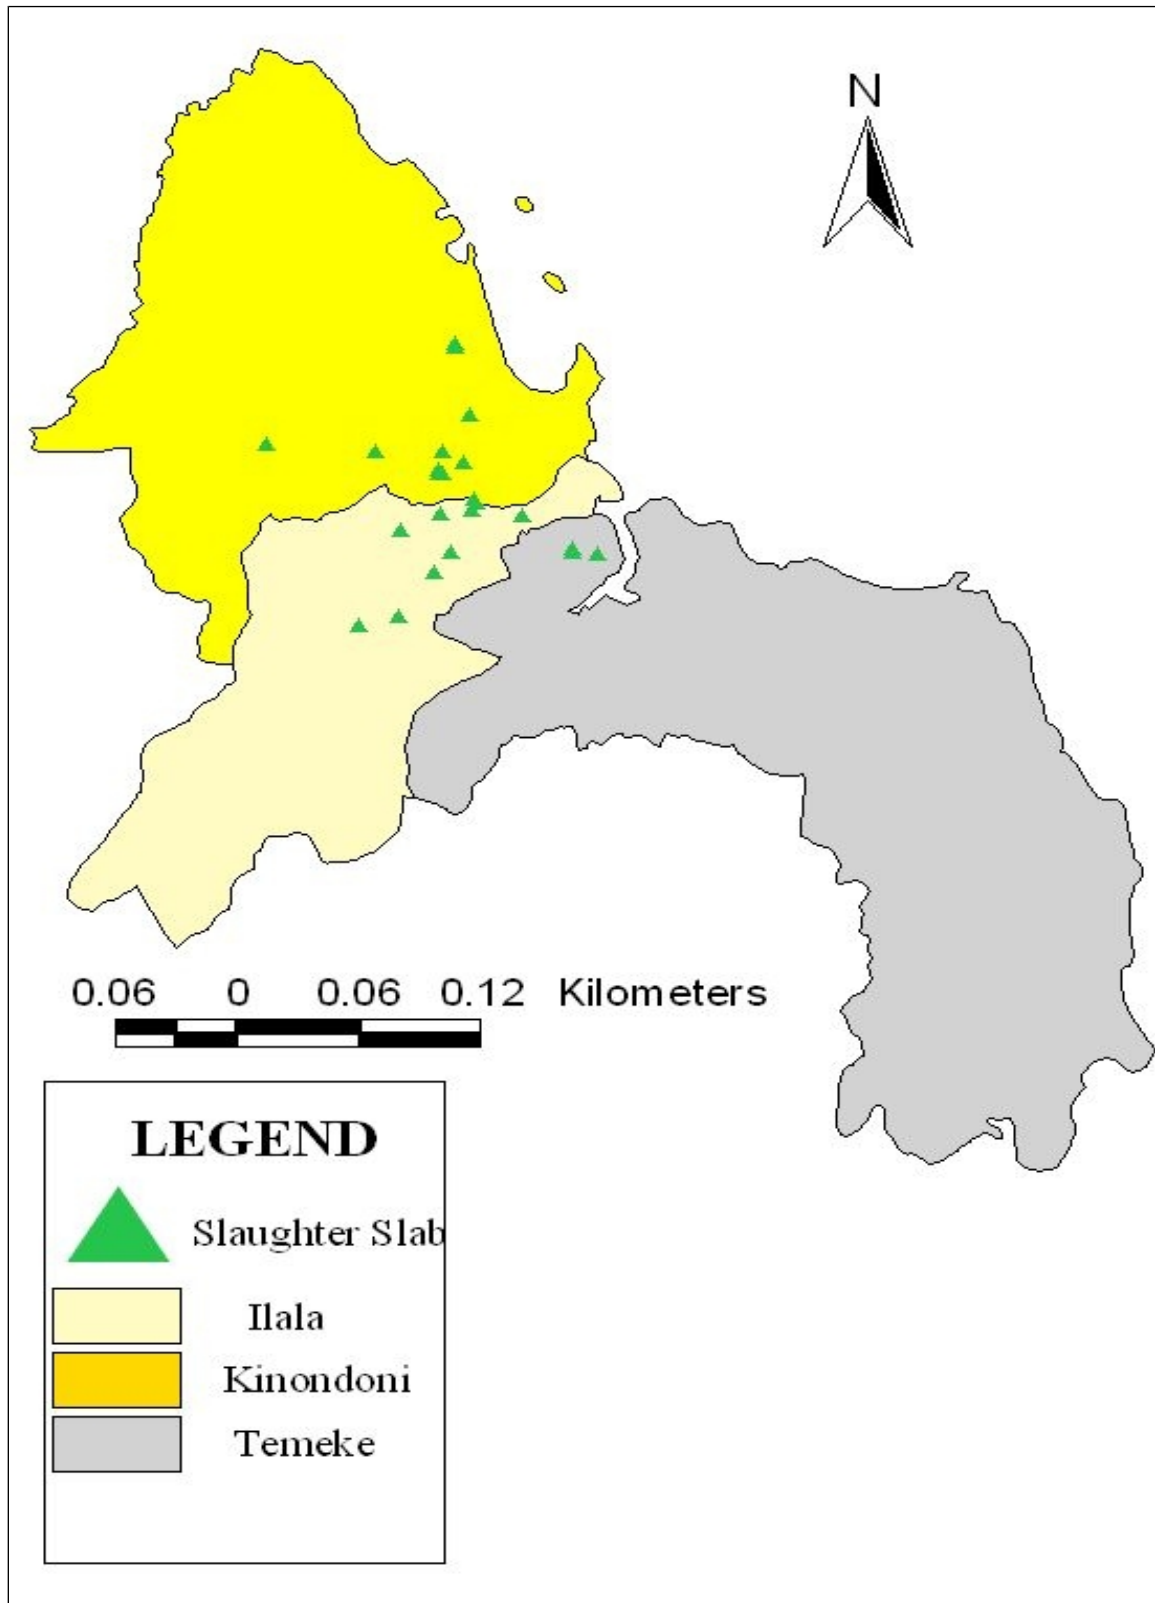 N
0.06 0 0.06 0.12 Kilometers
LEGEND
Slaughter Slab
Ilala
Kinondoni
Temeke